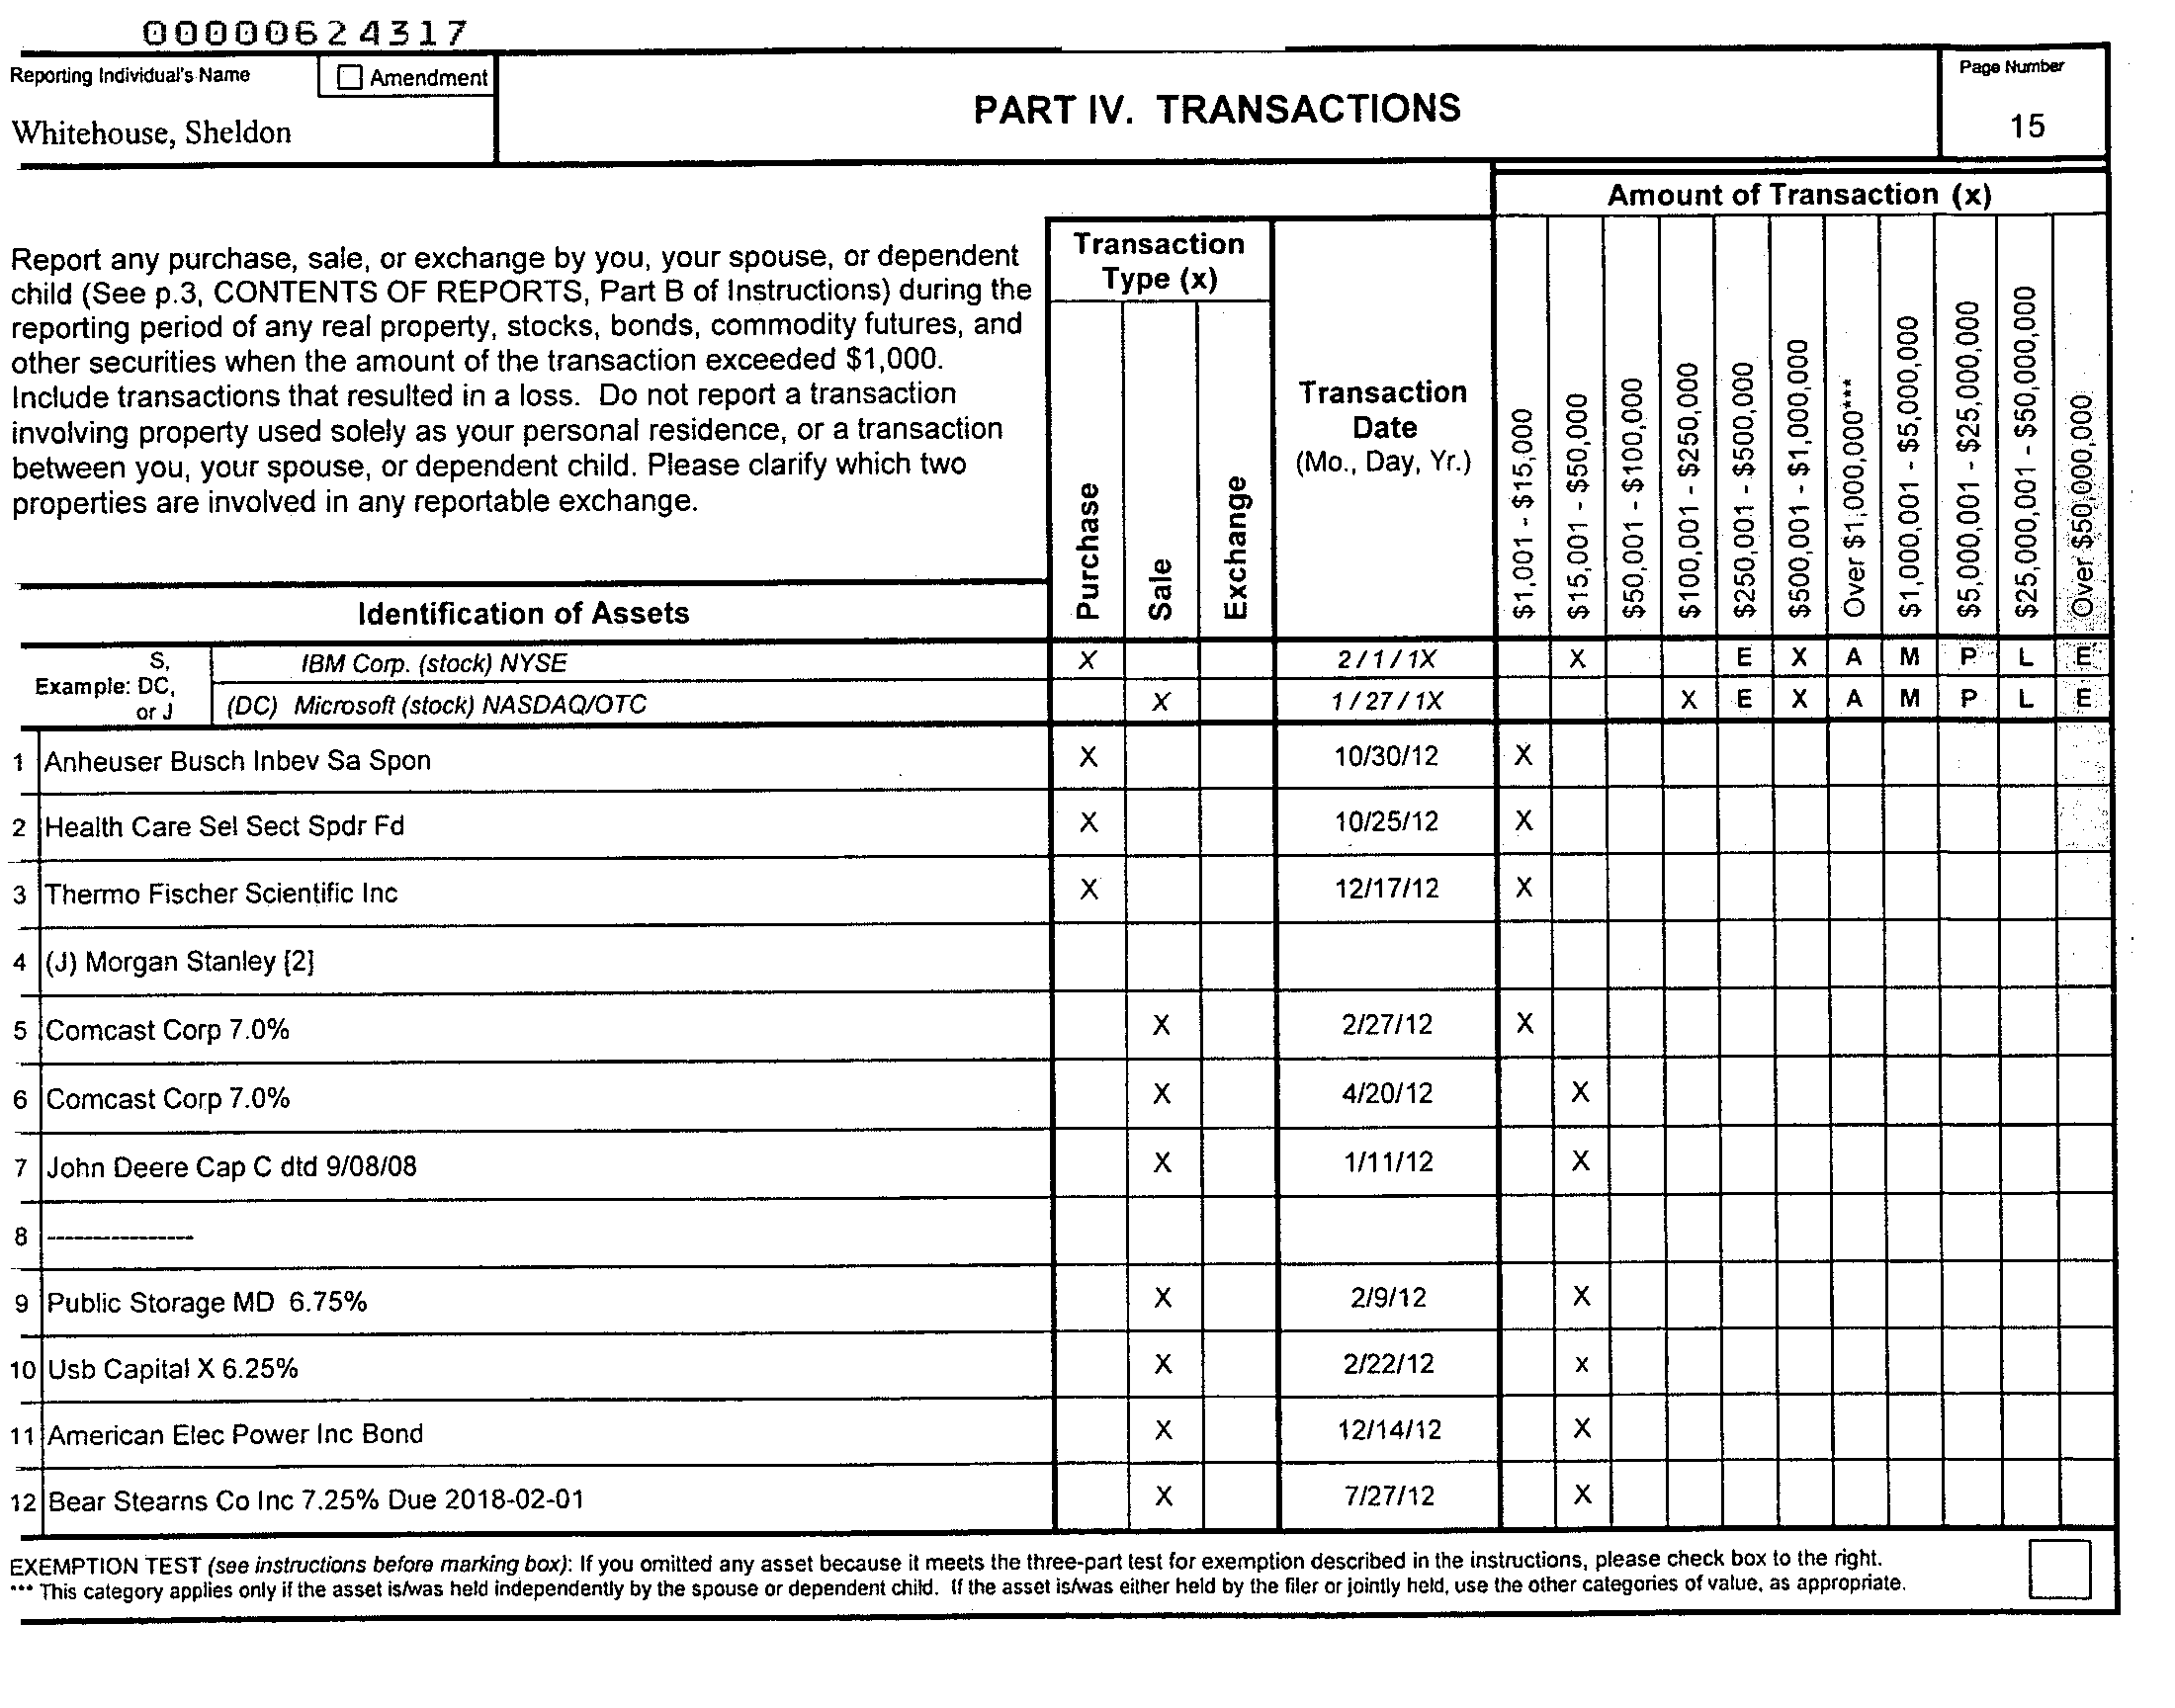 00000624317
Reporting Individual's Name
Amendment
Whitehouse, Sheldon
PART IV. TRANSACTIONS
Page Number
15
Report any purchase, sale, or exchange by you, your spouse, or dependent
child (See p.3, CONTENTS OF REPORTS, Part B of Instructions) during the
reporting period of any real property, stocks, bonds, commodity futures, and
other securities when the amount of the transaction exceeded $1,000.
Include transactions that resulted in a loss. Do not report a transaction
involving property used solely as your personal residence, or a transaction
between you, your spouse, or dependent child. Please clarify which two
properties are involved in any reportable exchange.
Identification of Assets
Transaction
Type (x)
Purchase
Sale
Exchange
Transaction
Date
(Mo., Day, Yr.)
Amount of Transaction (x)
$1,001 - $15,000
$15,001 - $50,000
$50,001 - $100,000
$100,001 - $250,000
$250,001 - $500,000
$500,001 - $1,000,000
Over $1,000,000***
$1,000,001 - $5,000,000
$5,000,001 - $25,000,000
$25,000,001 - $50,000,000
Over $50,000,000
Example: S,
DC,
or J
IBM Corp. (stock) NYSE X 2 / 1 / 1X X E X A M P L E
(DC) Microsoft (stock) NASDAQ/OTC X 1 / 27 / 1X X E X A M P L E
1 Anheuser Busch Inbev Sa Spon X 10/30/12 X
2 Health Care Sel Sect Spdr Fd X 10/25/12 X
3 Thermo Fischer Scientific Inc X 12/17/12 X
4 (J) Morgan Stanley [2]
5 Comcast Corp 7.0% X 2/27/12 X
6 Comcast Corp 7.0% X 4/20/12 X
7 John Deere Cap C dtd 9/08/08 X 1/11/12 X
8 ----------------
9 Public Storage MD 6.75% X 2/9/12 X
10 Usb Capital X 6.25% X 2/22/12 x
11 American Elec Power Inc Bond X 12/14/12 X
12 Bear Stearns Co Inc 7.25% Due 2018-02-01 X 7/27/12 X
EXEMPTION TEST (see instructions before marking box): If you omitted any asset because it meets the three-part test for exemption described in the instructions, please check box to the right.
*** This category applies only if the asset is/was held independently by the spouse or dependent child. If the asset is/was either held by the filer or jointly held, use the other categories of value, as appropriate.